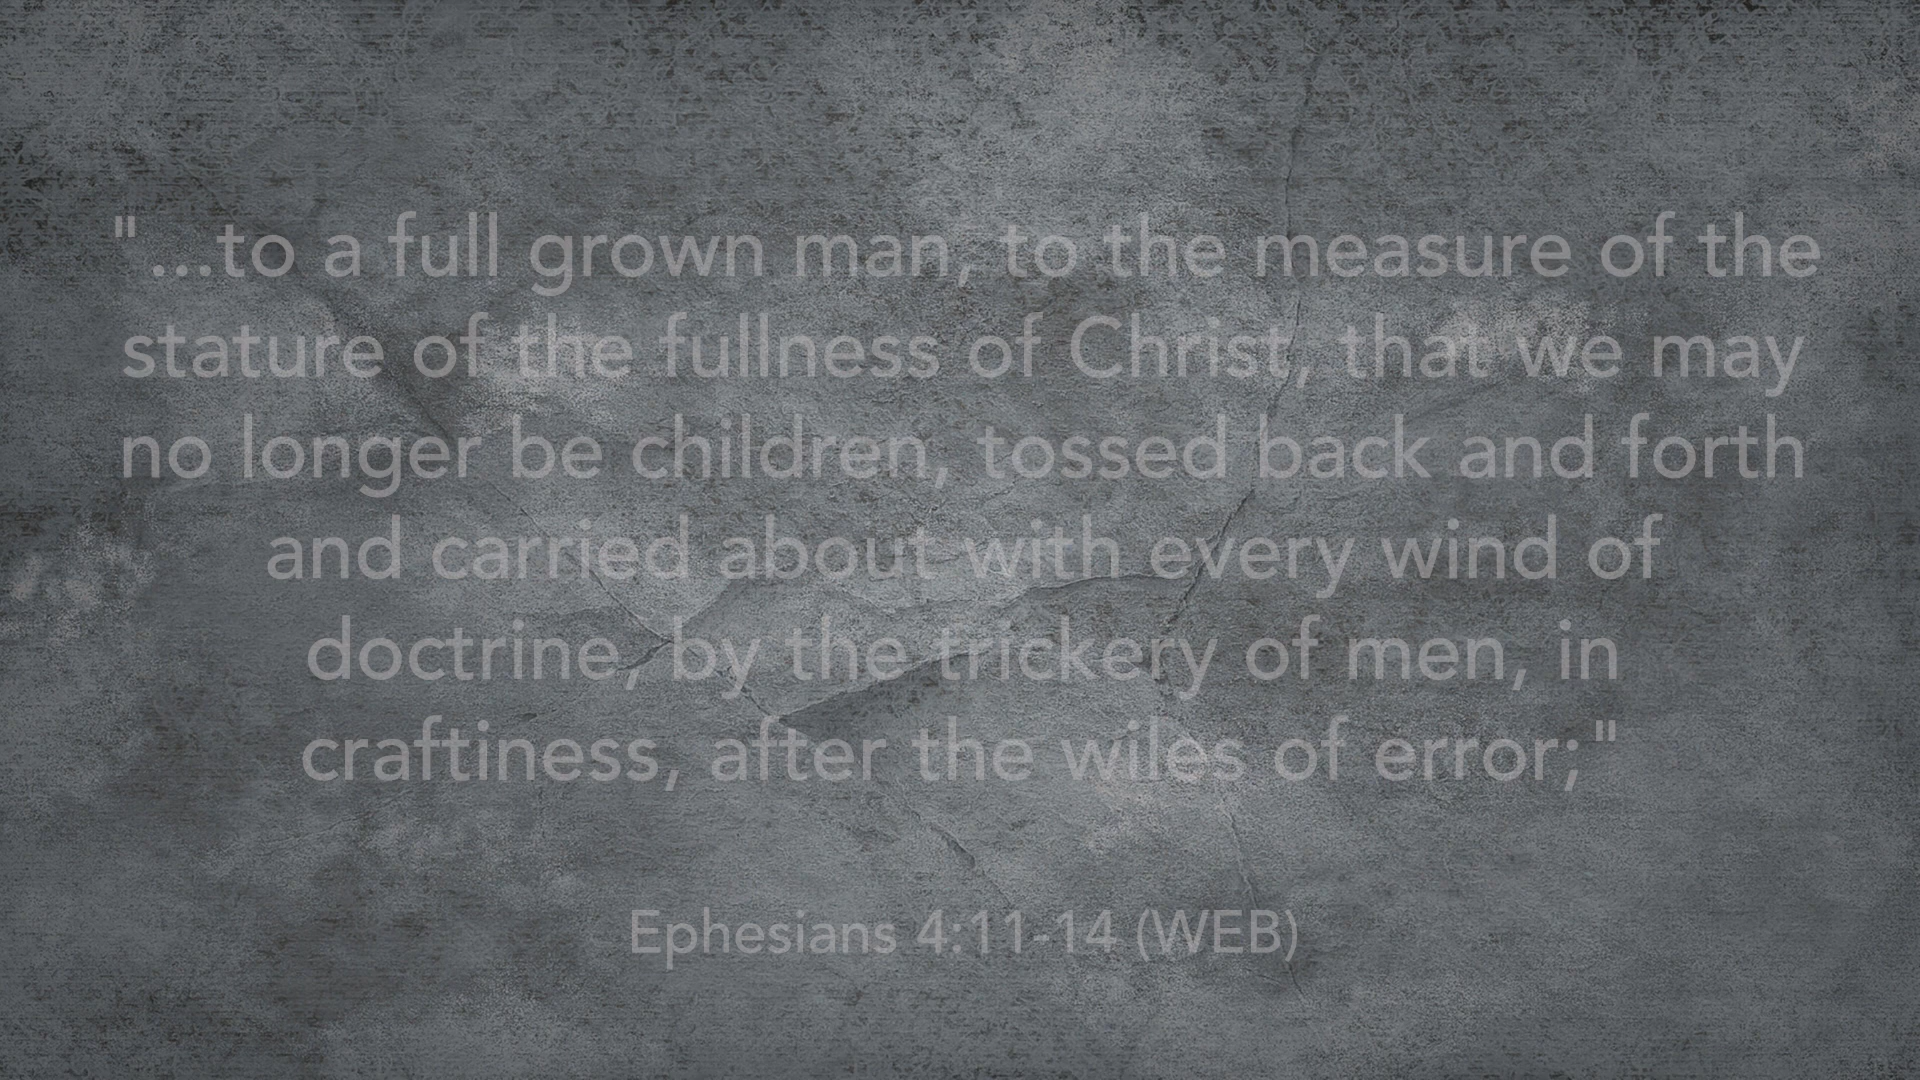 "...to a full grown man, to the measure of the
stature of the fullness of Christ, that we may
no longer be children, tossed back and forth
and carried about with every wind of
doctrine, by the trickery of men, in
craftiness, after the wiles of error;"
Ephesians 4:11-14 (WEB)